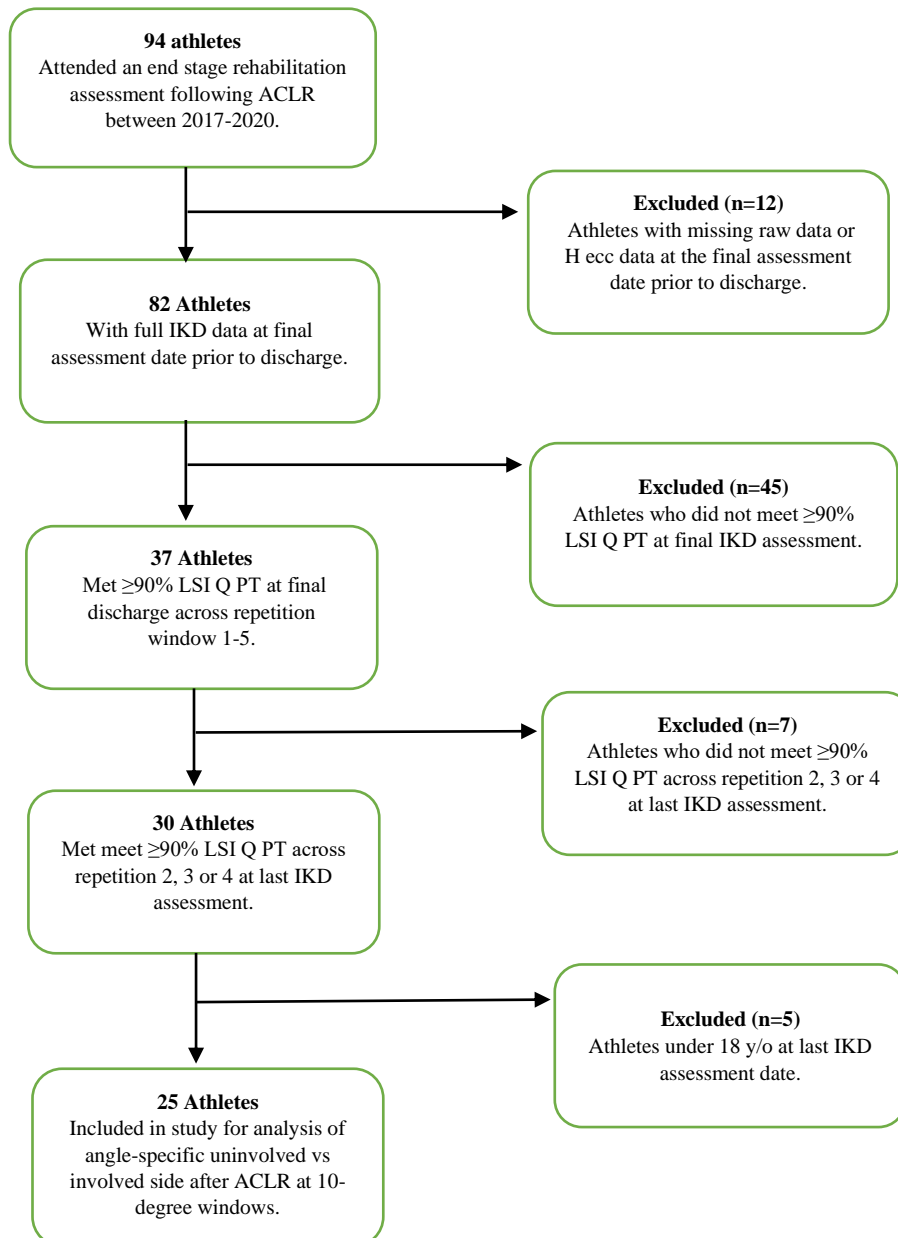 94 athletes
Attended an end stage rehabilitation
assessment following ACLR
between 2017-2020.
Excluded (n=12)
Athletes with missing raw data or
H ecc data at the final assessment
date prior to discharge.
82 Athletes
With full IKD data at final
assessment date prior to discharge.
Excluded (n=45)
Athletes who did not meet ≥90%
LSI Q PT at final IKD assessment.
37 Athletes
Met ≥90% LSI Q PT at final
discharge across repetition
window 1-5.
Excluded (n=7)
Athletes who did not meet ≥90%
LSI Q PT across repetition 2, 3 or 4
at last IKD assessment.
30 Athletes
Met meet ≥90% LSI Q PT across
repetition 2, 3 or 4 at last IKD
assessment.
Excluded (n=5)
Athletes under 18 y/o at last IKD
assessment date.
25 Athletes
Included in study for analysis of
angle-specific uninvolved vs
involved side after ACLR at 10-
degree windows.